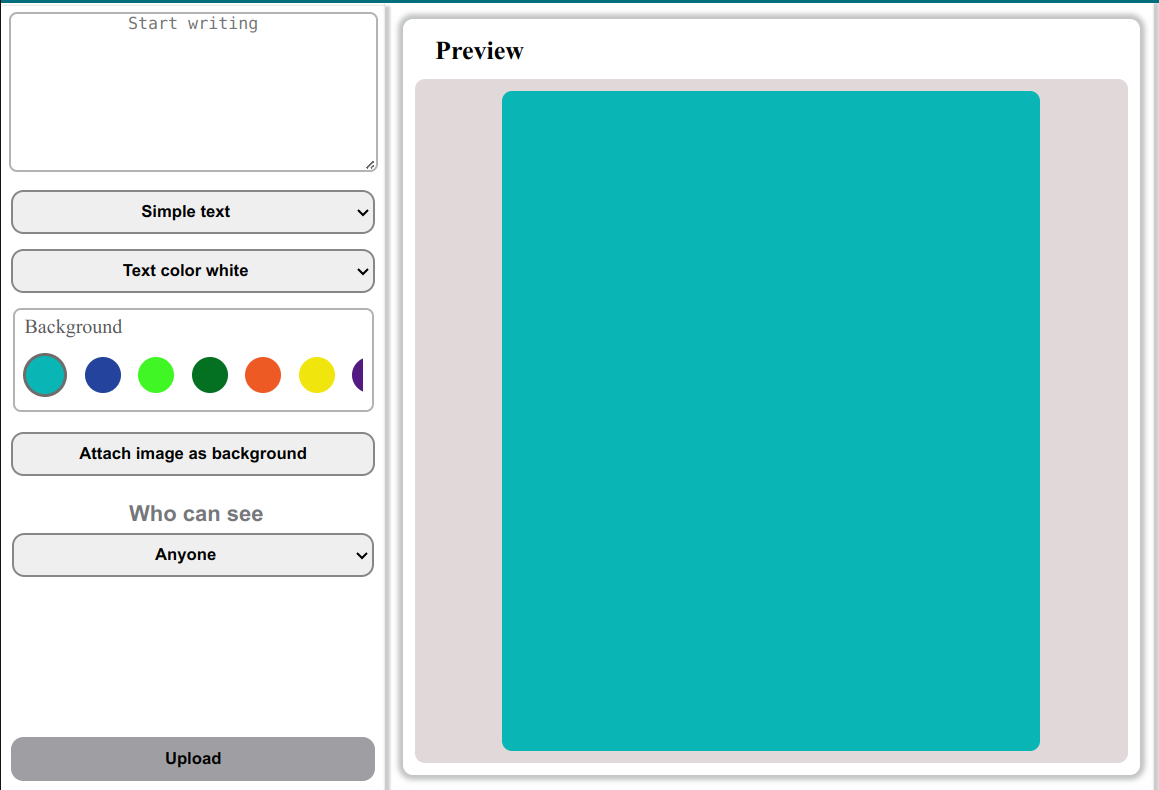 Start writing
Simple text
Text color white
Background
Attach image as background
Who can see
Anyone
Upload
Preview